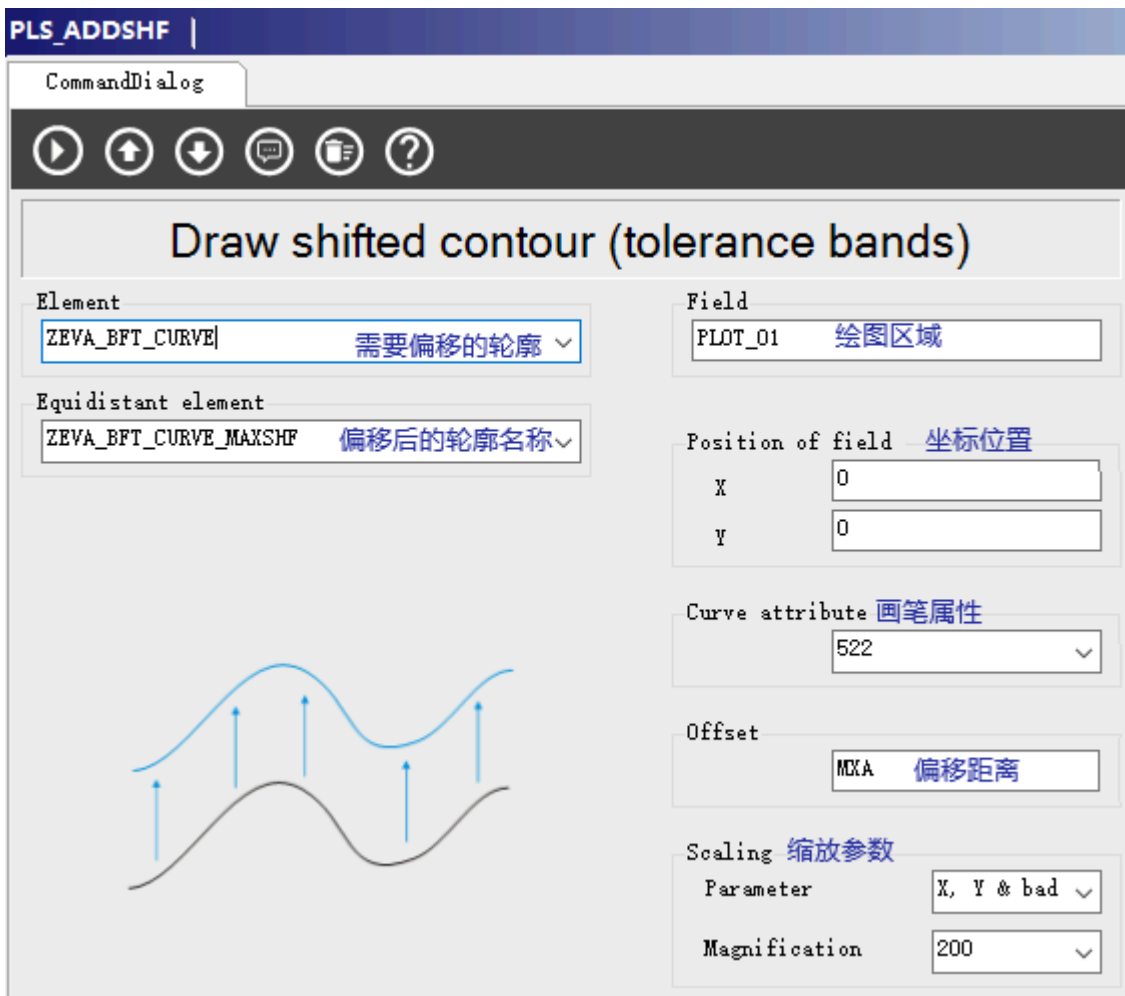 PLS_ADDSHF
CommandDialog
Draw shifted contour (tolerance bands)
Element
ZEVA_BFT_CURVE 需要偏移的轮廓
Equidistant element
ZEVA_BFT_CURVE_MAXSHF 偏移后的轮廓名称
Field
PLOT_01 绘图区域
Position of field 坐标位置
X 0
Y 0
Curve attribute 画笔属性
522
Offset
MXA 偏移距离
Scaling 缩放参数
Parameter X, Y & bad
Magnification 200